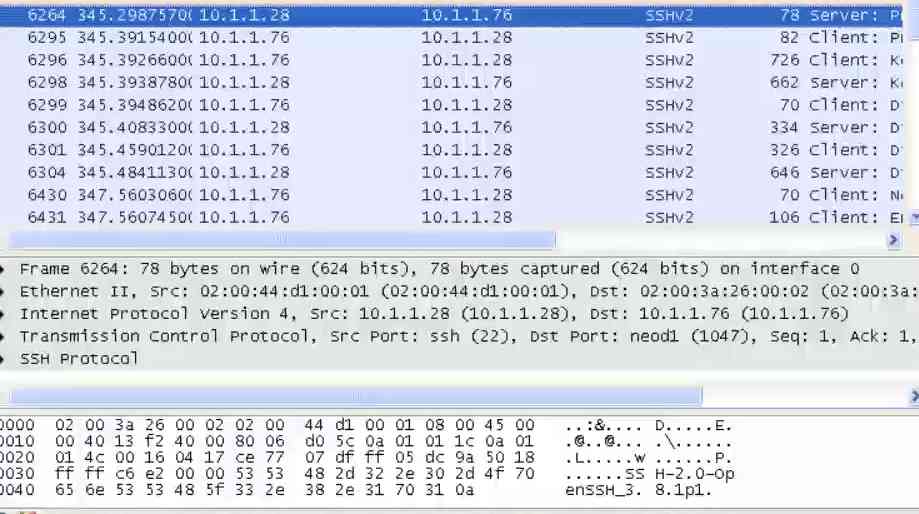 6264 345.29875700 10.1.1.28 10.1.1.76 SSHv2 78 Server: P
6295 345.39154000 10.1.1.76 10.1.1.28 SSHv2 82 Client: P
6296 345.39266000 10.1.1.76 10.1.1.28 SSHv2 726 Client: K
6298 345.39387800 10.1.1.28 10.1.1.76 SSHv2 662 Server: K
6299 345.39486200 10.1.1.76 10.1.1.28 SSHv2 70 Client: D
6300 345.40833000 10.1.1.28 10.1.1.76 SSHv2 334 Server: D
6301 345.45901200 10.1.1.76 10.1.1.28 SSHv2 326 Client: D
6304 345.48411300 10.1.1.28 10.1.1.76 SSHv2 646 Server: D
6430 347.56030600 10.1.1.76 10.1.1.28 SSHv2 70 Client: N
6431 347.56074500 10.1.1.76 10.1.1.28 SSHv2 106 Client: E
Frame 6264: 78 bytes on wire (624 bits), 78 bytes captured (624 bits) on interface 0
Ethernet II, Src: 02:00:44:d1:00:01 (02:00:44:d1:00:01), Dst: 02:00:3a:26:00:02 (02:00:3a:
Internet Protocol Version 4, Src: 10.1.1.28 (10.1.1.28), Dst: 10.1.1.76 (10.1.1.76)
Transmission Control Protocol, Src Port: ssh (22), Dst Port: neod1 (1047), Seq: 1, Ack: 1,
SSH Protocol
0000 02 00 3a 26 00 02 02 00 44 d1 00 01 08 00 45 00 ..:&.... D.....E.
0010 00 40 13 f2 40 00 80 06 d0 5c 0a 01 01 1c 0a 01 .@..@... .\......
0020 01 4c 00 16 04 17 ce 77 07 df ff 05 dc 9a 50 18 .L.....w ......P.
0030 ff ff c6 e2 00 00 53 53 48 2d 32 2e 30 2d 4f 70 ......SS H-2.0-Op
0040 65 6e 53 53 48 5f 33 2e 38 2e 31 70 31 0a enSSH_3. 8.1p1.